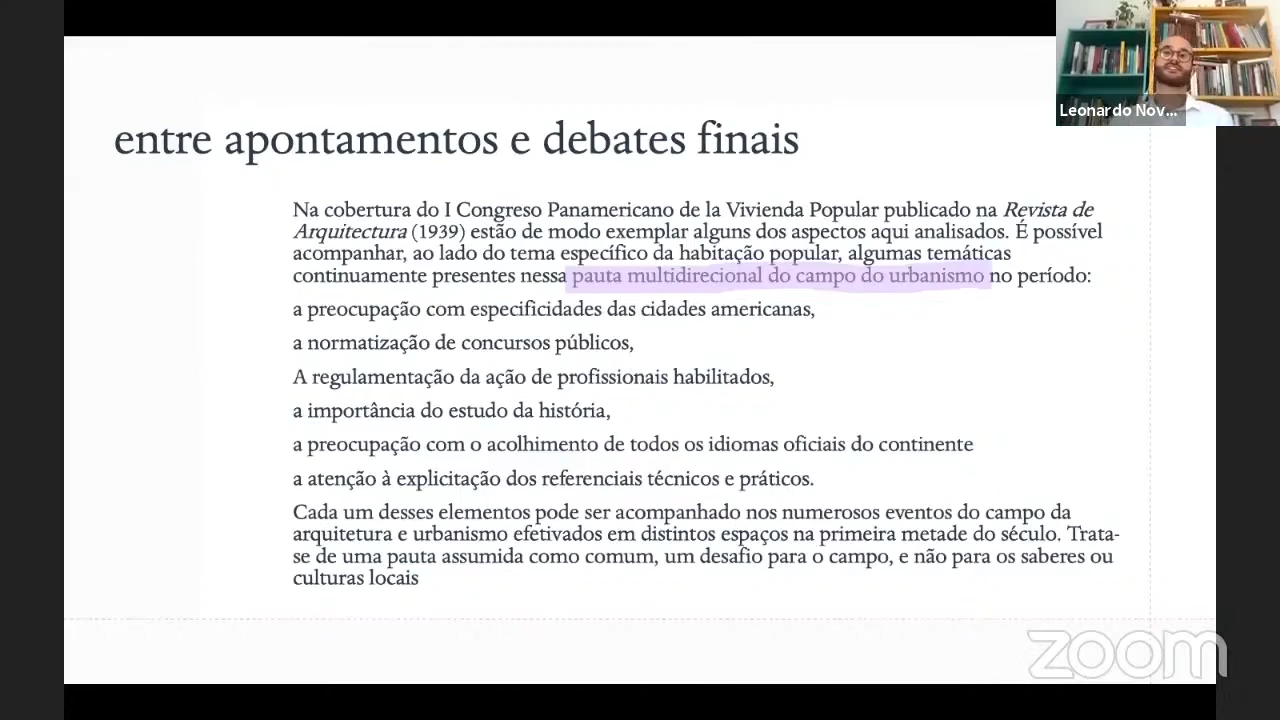 Leonardo Nov...
entre apontamentos e debates finais
Na cobertura do I Congreso Panamericano de la Vivienda Popular publicado na Revista de
Arquitectura (1939) estão de modo exemplar alguns dos aspectos aqui analisados. É possível
acompanhar, ao lado do tema específico da habitação popular, algumas temáticas
continuamente presentes nessa pauta multidirecional do campo do urbanismo no período:
a preocupação com especificidades das cidades americanas,
a normatização de concursos públicos,
A regulamentação da ação de profissionais habilitados,
a importância do estudo da história,
a preocupação com o acolhimento de todos os idiomas oficiais do continente
a atenção à explicitação dos referenciais técnicos e práticos.
Cada um desses elementos pode ser acompanhado nos numerosos eventos do campo da
arquitetura e urbanismo efetivados em distintos espaços na primeira metade do século. Trata-
se de uma pauta assumida como comum, um desafio para o campo, e não para os saberes ou
culturas locais
zoom